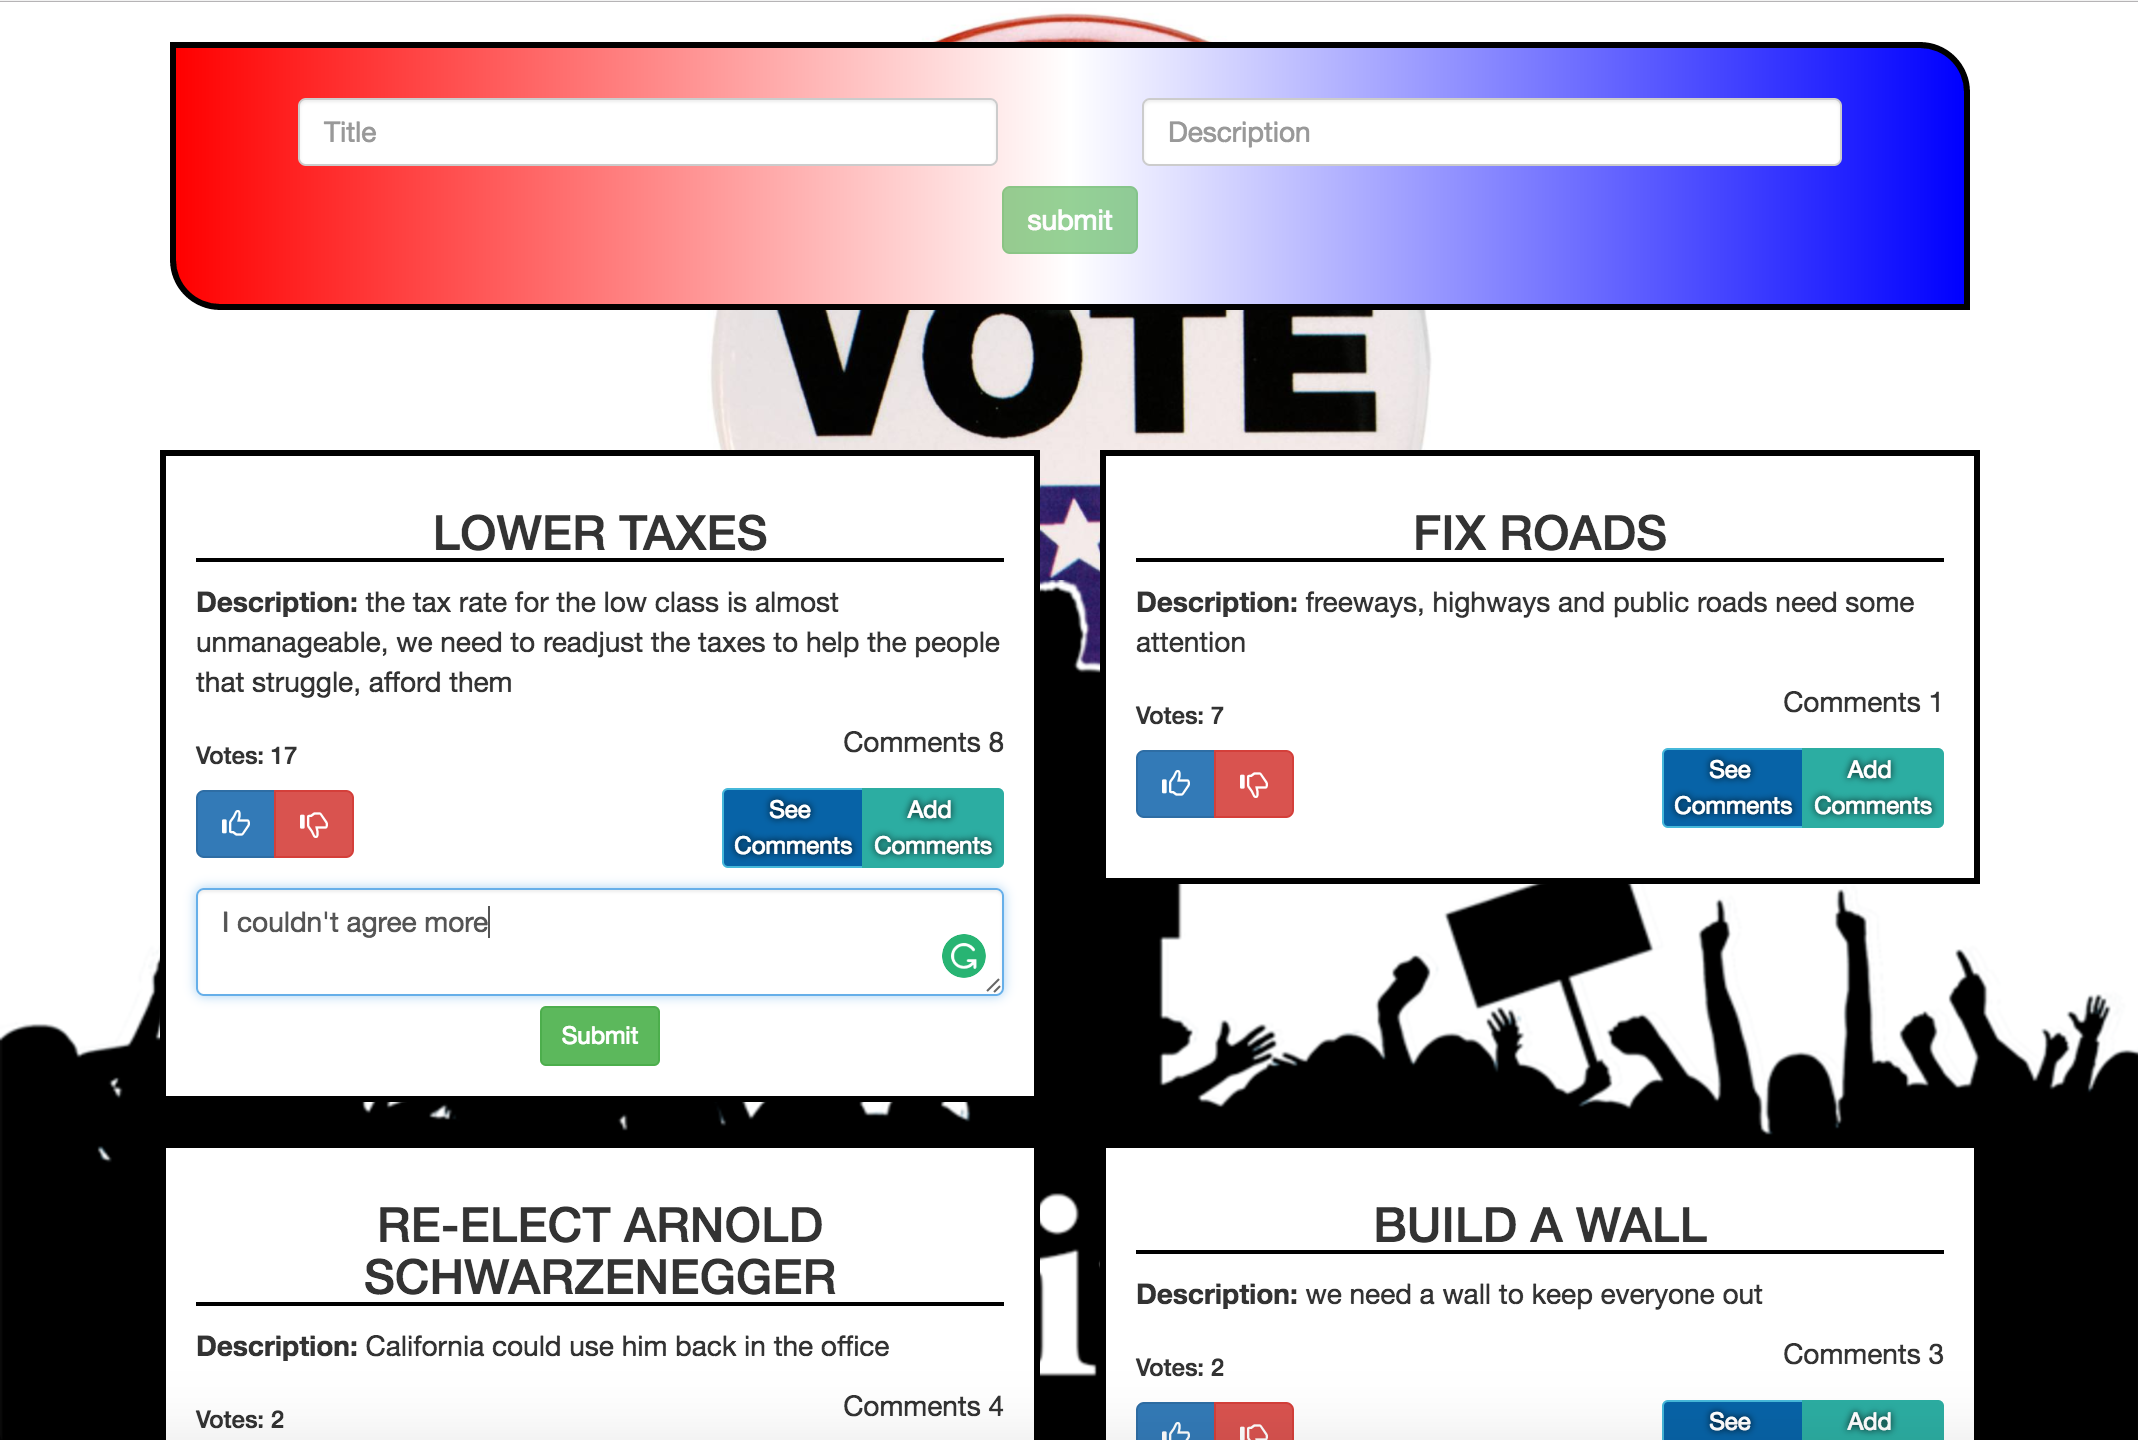 Title
Description
submit
VOTE
LOWER TAXES
Description: the tax rate for the low class is almost
unmanageable, we need to readjust the taxes to help the people
that struggle, afford them
Votes: 17
Comments 8
See
Comments
Add
Comments
I couldn't agree more
Submit
FIX ROADS
Description: freeways, highways and public roads need some
attention
Votes: 7
Comments 1
See
Comments
Add
Comments
RE-ELECT ARNOLD
SCHWARZENEGGER
Description: California could use him back in the office
Votes: 2
Comments 4
i
BUILD A WALL
Description: we need a wall to keep everyone out
Votes: 2
Comments 3
See
Add